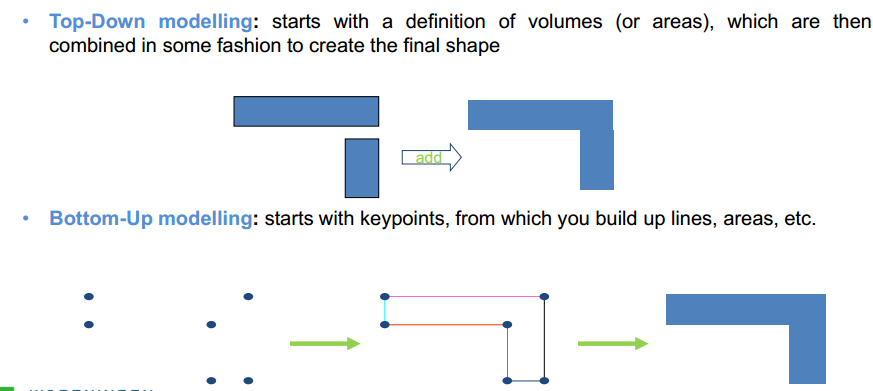 • Top-Down modelling: starts with a definition of volumes (or areas), which are then
combined in some fashion to create the final shape
add
• Bottom-Up modelling: starts with keypoints, from which you build up lines, areas, etc.